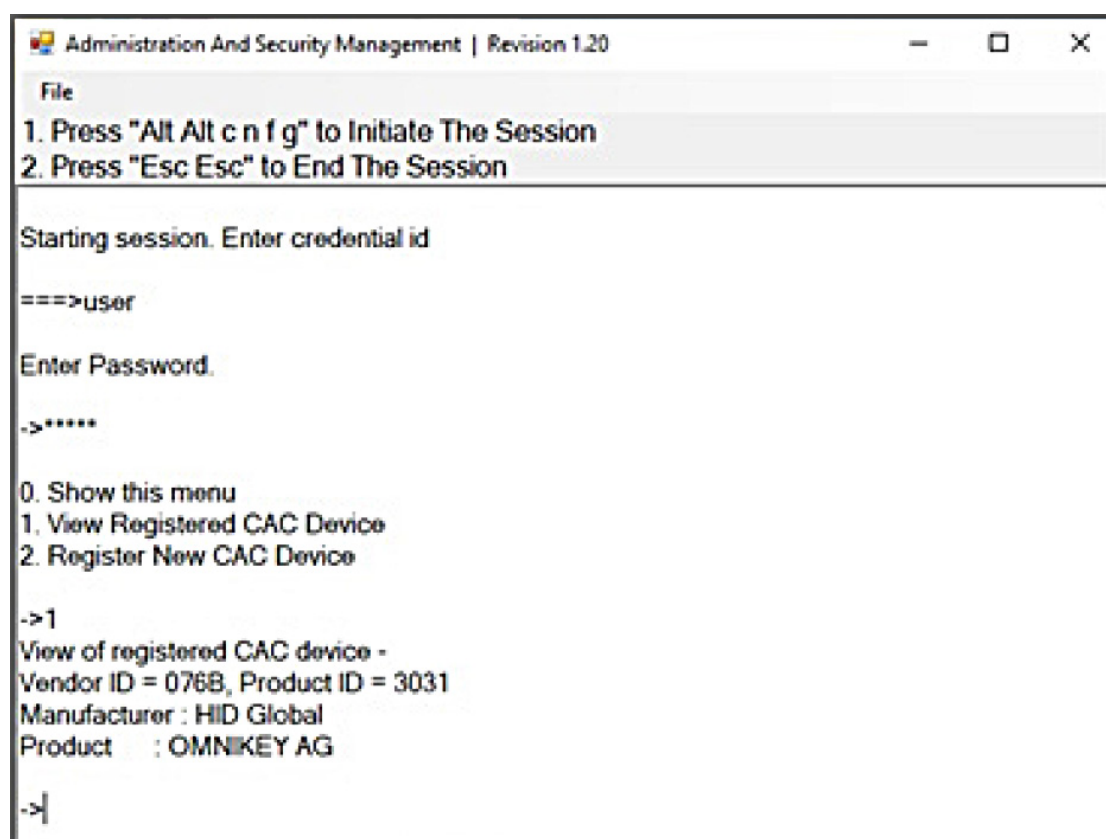 Administration And Security Management | Revision 1.20
File
1. Press "Alt Alt c n f g" to Initiate The Session
2. Press "Esc Esc" to End The Session
Starting session. Enter credential id
===>user
Enter Password.
->*****
0. Show this menu
1. View Registered CAC Device
2. Register New CAC Device
->1
View of registered CAC device -
Vendor ID = 076B, Product ID = 3031
Manufacturer : HID Global
Product : OMNIKEY AG
->